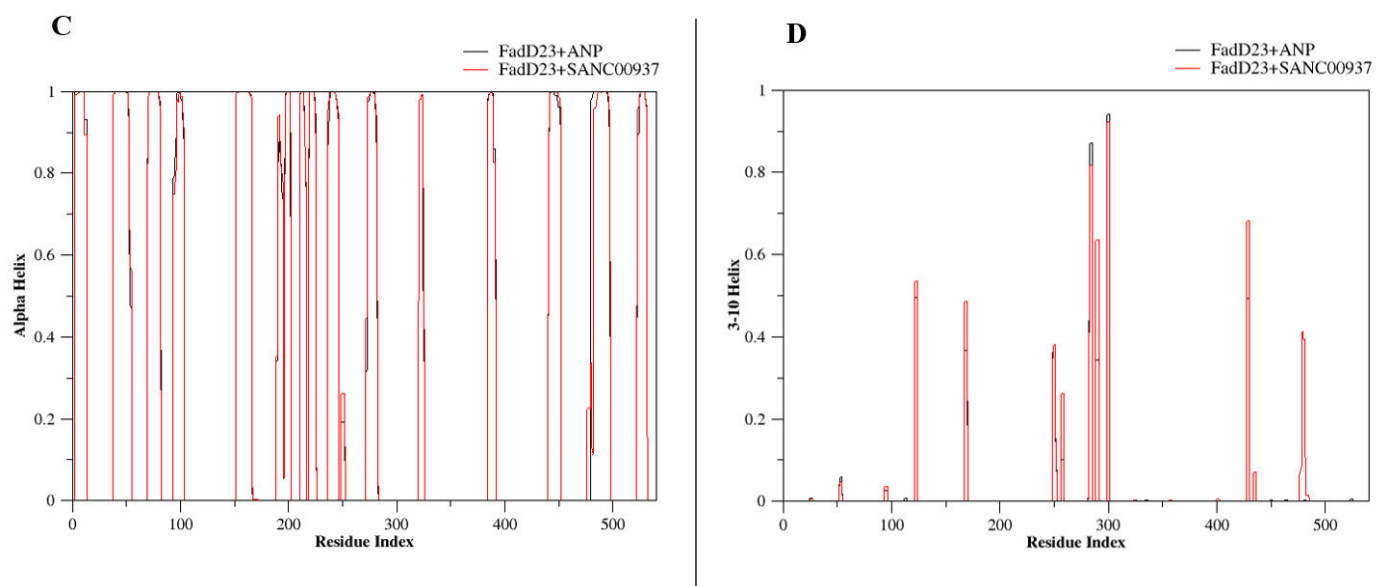 C
FadD23+ANP
FadD23+SANC00937
1
0.8
0.6
0.4
0.2
0
Alpha Helix
0 100 200 300 400 500
Residue Index
D
FadD23+ANP
FadD23+SANC00937
1
0.8
0.6
0.4
0.2
0
3-10 Helix
0 100 200 300 400 500
Residue Index